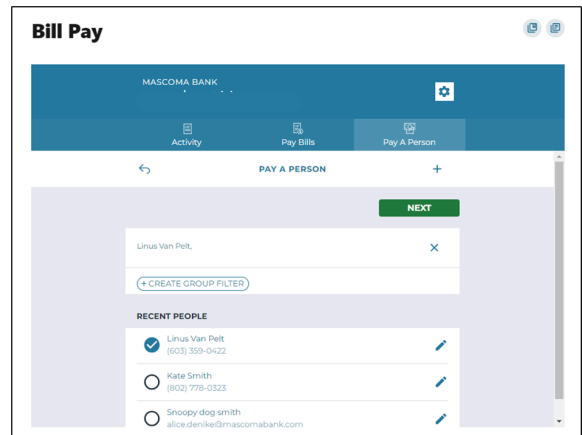 Bill Pay
MASCOMA BANK
Activity
Pay Bills
Pay A Person
PAY A PERSON
NEXT
Linus Van Pelt,
+ CREATE GROUP FILTER
RECENT PEOPLE
Linus Van Pelt
(603) 359-0422
Kate Smith
(802) 778-0323
Snoopy dog smith
alice.denike@mascomabank.com